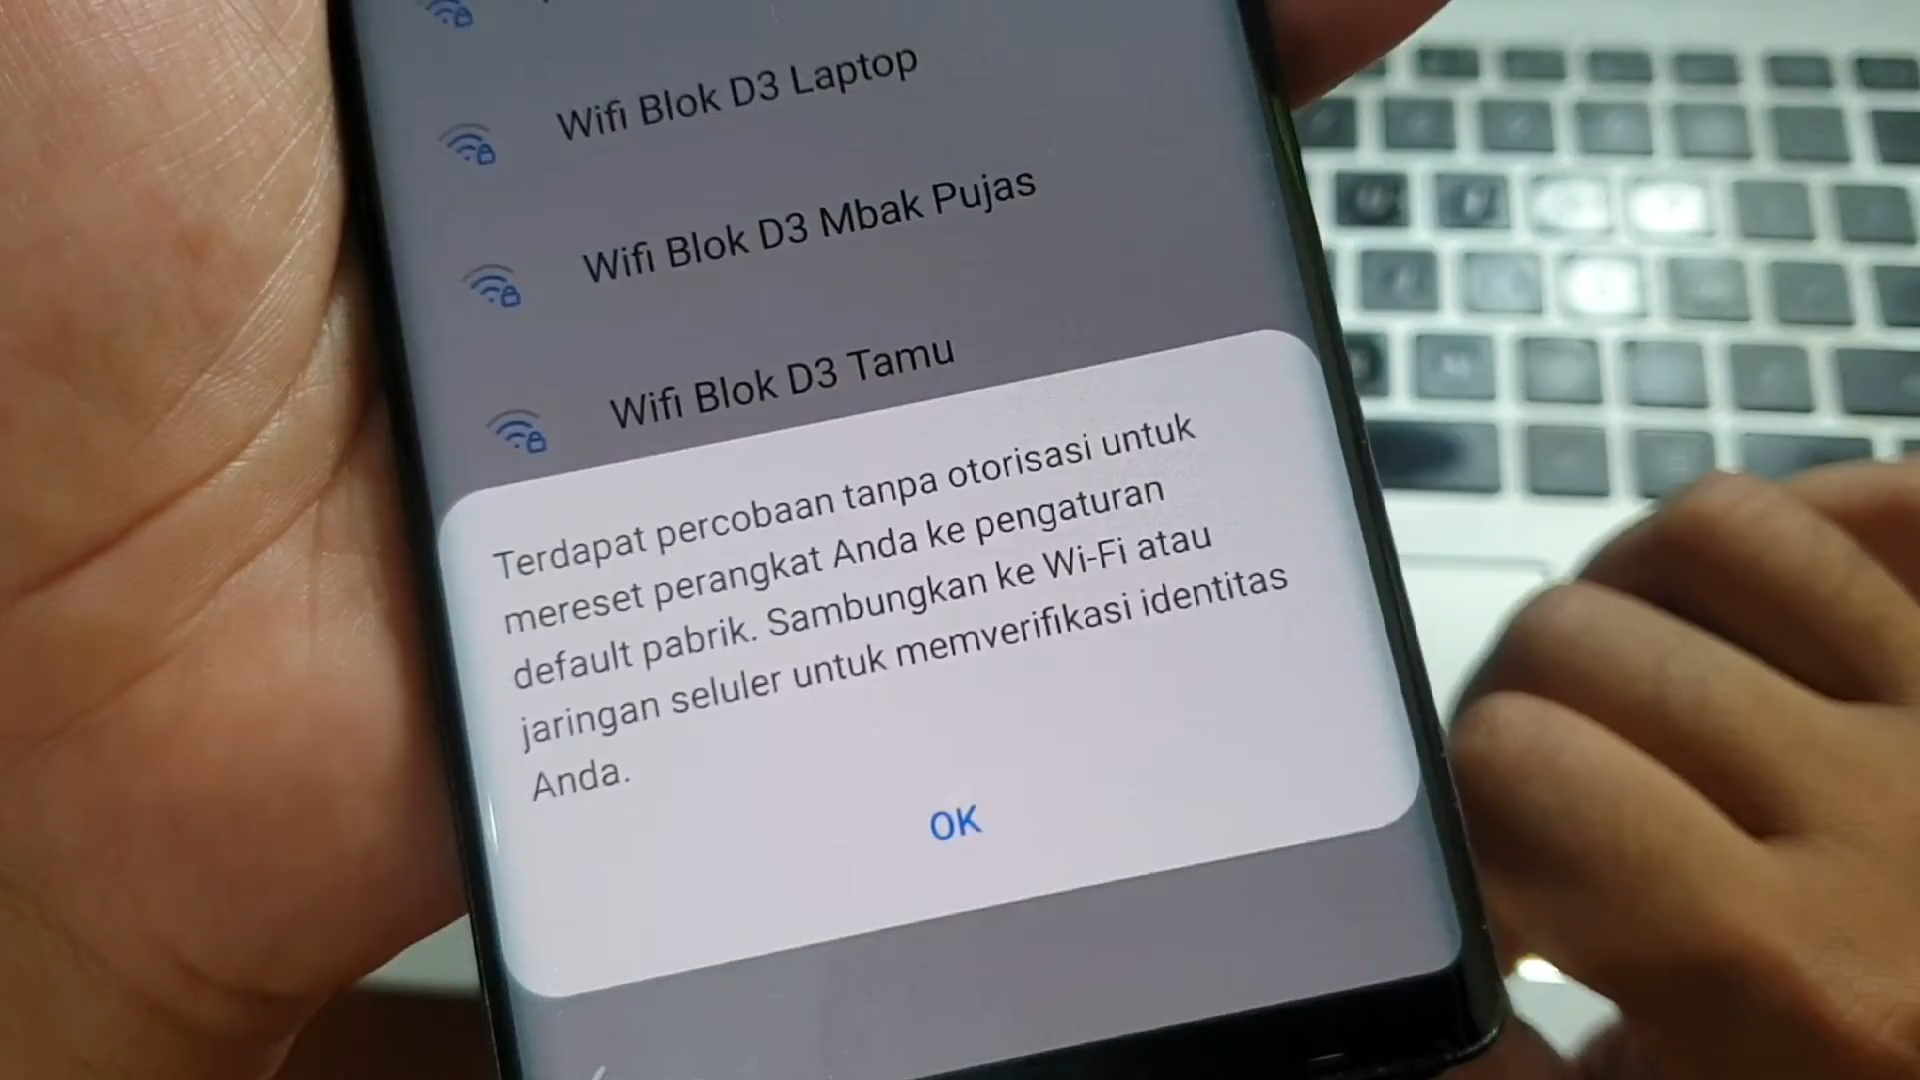 Wifi Blok D3 Laptop
Wifi Blok D3 Mbak Pujas
Wifi Blok D3 Tamu
Terdapat percobaan tanpa otorisasi untuk
mereset perangkat Anda ke pengaturan
default pabrik. Sambungkan ke Wi-Fi atau
jaringan seluler untuk memverifikasi identitas
Anda.
OK